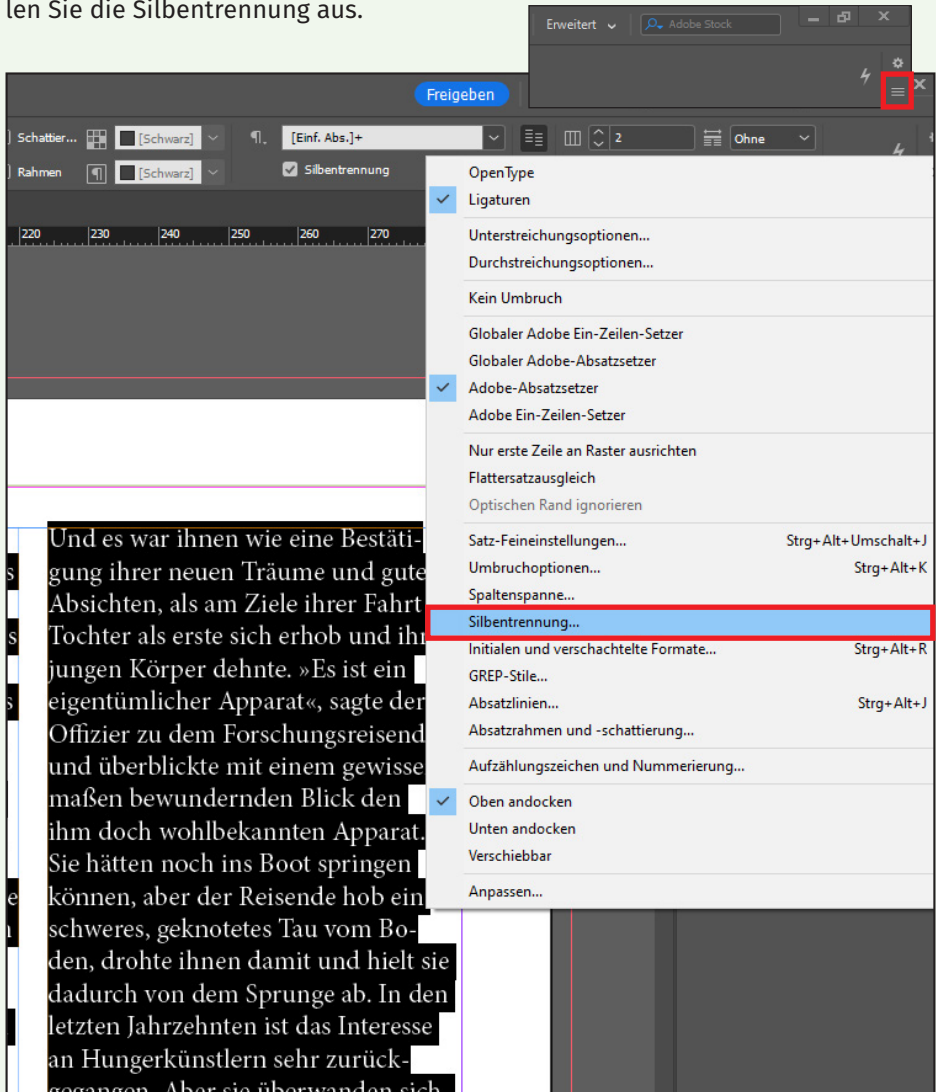 len Sie die Silbentrennung aus.
Erweitert
Adobe Stock
Freigeben
Schattier...
[Schwarz]
[Einf. Abs.]+
2
Ohne
Rahmen
[Schwarz]
Silbentrennung
220 230 240 250 260 270
OpenType
Ligaturen
Unterstreichungsoptionen...
Durchstreichungsoptionen...
Kein Umbruch
Globaler Adobe Ein-Zeilen-Setzer
Globaler Adobe-Absatzsetzer
Adobe-Absatzsetzer
Adobe Ein-Zeilen-Setzer
Nur erste Zeile an Raster ausrichten
Flattersatzausgleich
Optischen Rand ignorieren
Satz-Feineinstellungen... Strg+Alt+Umschalt+J
Umbruchoptionen... Strg+Alt+K
Spaltenspanne...
Silbentrennung...
Initialen und verschachtelte Formate... Strg+Alt+R
GREP-Stile...
Absatzlinien... Strg+Alt+J
Absatzrahmen und -schattierung...
Aufzählungszeichen und Nummerierung...
Oben andocken
Unten andocken
Verschiebbar
Anpassen...
Und es war ihnen wie eine Bestäti-
gung ihrer neuen Träume und gute
Absichten, als am Ziele ihrer Fahrt
Tochter als erste sich erhob und ihr
jungen Körper dehnte. »Es ist ein
eigentümlicher Apparat«, sagte der
Offizier zu dem Forschungsreisend
und überblickte mit einem gewisse
maßen bewundernden Blick den
ihm doch wohlbekannten Apparat.
Sie hätten noch ins Boot springen
können, aber der Reisende hob ein
schweres, geknotetes Tau vom Bo-
den, drohte ihnen damit und hielt sie
dadurch von dem Sprunge ab. In den
letzten Jahrzehnten ist das Interesse
an Hungerkünstlern sehr zurück-
gegangen. Aber sie überwanden sich,